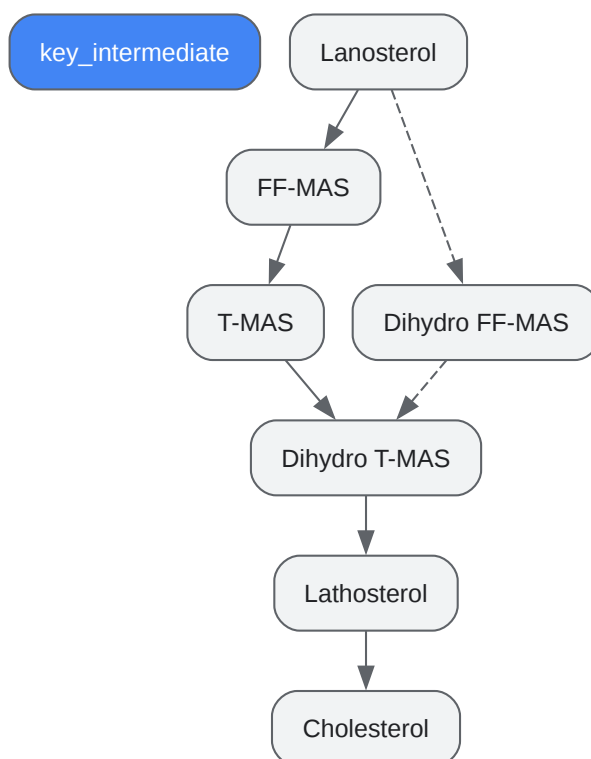 key_intermediate
Lanosterol
FF-MAS
T-MAS
Dihydro FF-MAS
Dihydro T-MAS
Lathosterol
Cholesterol